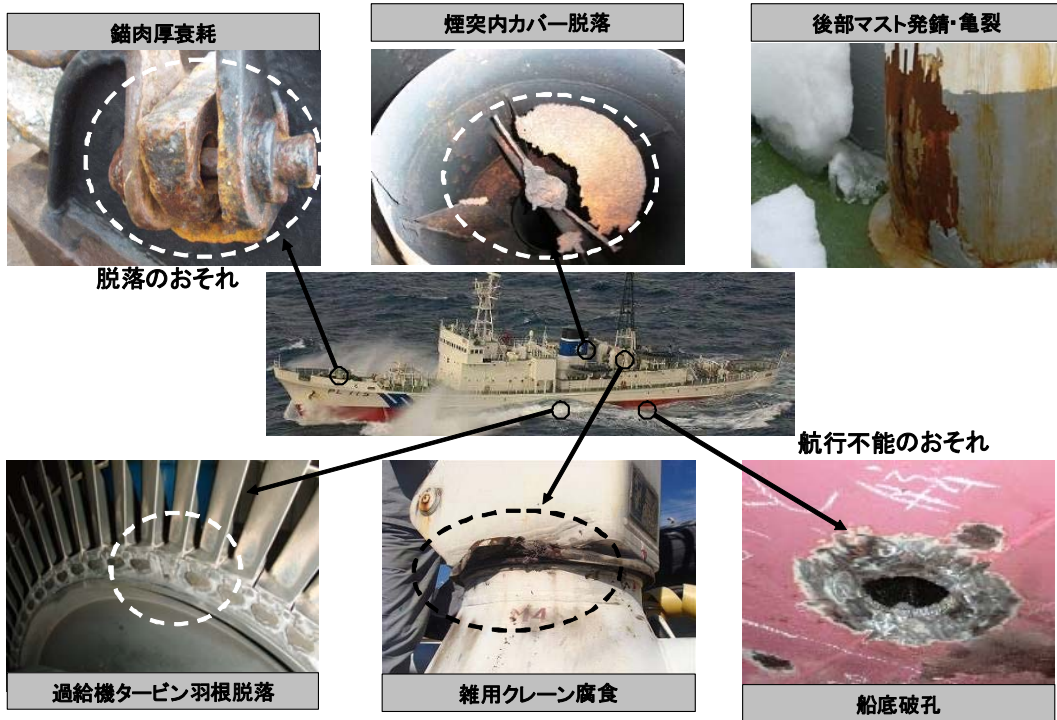 錨肉厚衰耗
煙突内カバー脱落
後部マスト発錆・亀裂
脱落のおそれ
PL 115
航行不能のおそれ
M4
過給機タービン羽根脱落
雑用クレーン腐食
船底破孔